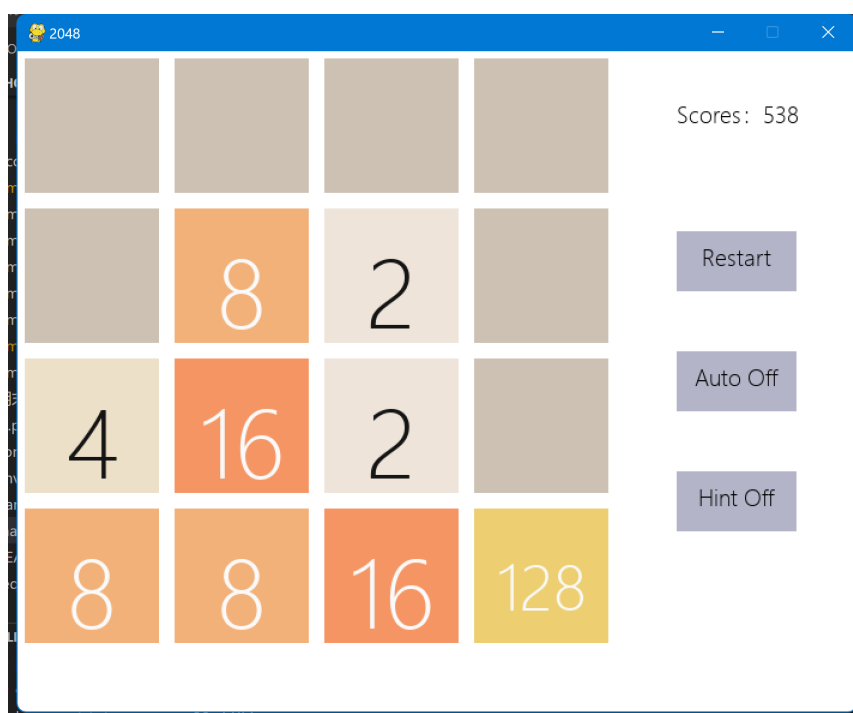 2048
Scores: 538
8 2
Restart
4 16 2
Auto Off
8 8 16 128
Hint Off